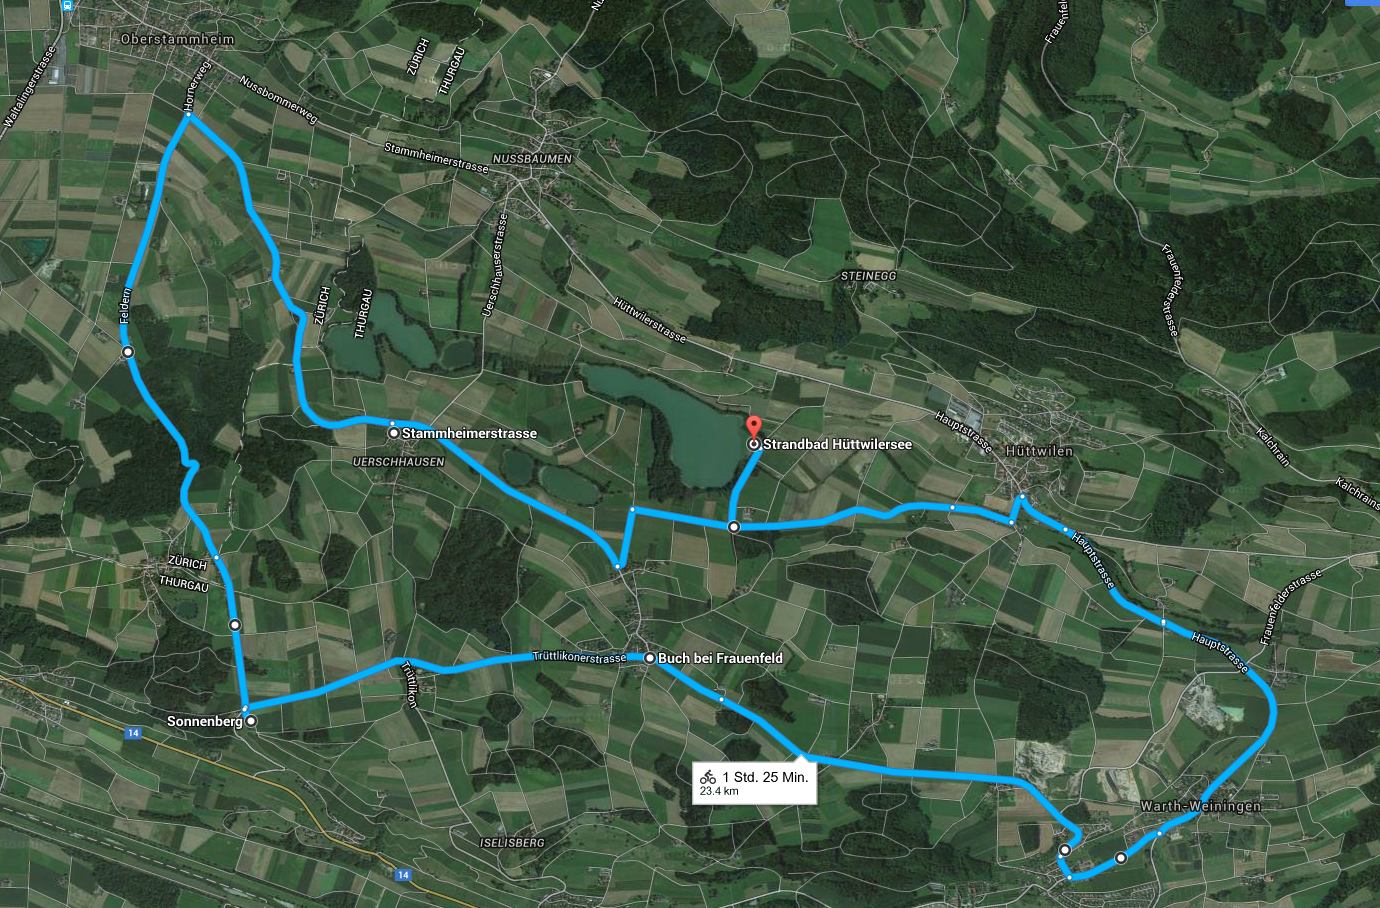 Oberstammheim
Waltalingerstrasse
Hornerweg
Nussbommerweg
ZÜRICH
THURGAU
Stammheimerstrasse
NUSSBAUMEN
Uerschhauserstrasse
Frauenfelderstrasse
STEINEGG
Hüttwilerstrasse
ZÜRICH
THURGAU
Feldern
Stammheimerstrasse
UERSCHHAUSEN
Strandbad Hüttwilersee
Hauptstrasse
Hüttwilen
Kalchrain
Hauptstrasse
Frauenfelderstrasse
ZÜRICH
THURGAU
Hauptstrasse
Trüttlikonerstrasse
Buch bei Frauenfeld
Trüttlikon
Sonnenberg
14
1 Std. 25 Min.
23.4 km
Warth-Weiningen
ISELISBERG
14